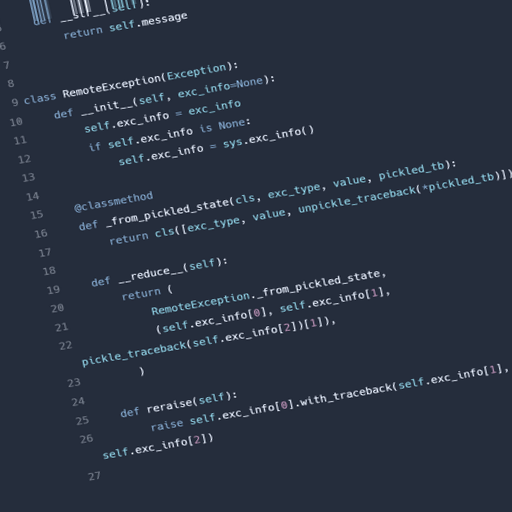 def __str__(self):
6 return self.message
7
8
9 class RemoteException(Exception):
10 def __init__(self, exc_info=None):
11 self.exc_info = exc_info
12 if self.exc_info is None:
13 self.exc_info = sys.exc_info()
14
15 @classmethod
16 def _from_pickled_state(cls, exc_type, value, pickled_tb):
17 return cls([exc_type, value, unpickle_traceback(*pickled_tb)])
18
19 def __reduce__(self):
20 return (
21 RemoteException._from_pickled_state,
22 (self.exc_info[0], self.exc_info[1],
pickle_traceback(self.exc_info[2])[1]),
23 )
24
25 def reraise(self):
26 raise self.exc_info[0].with_traceback(self.exc_info[1],
self.exc_info[2])
27